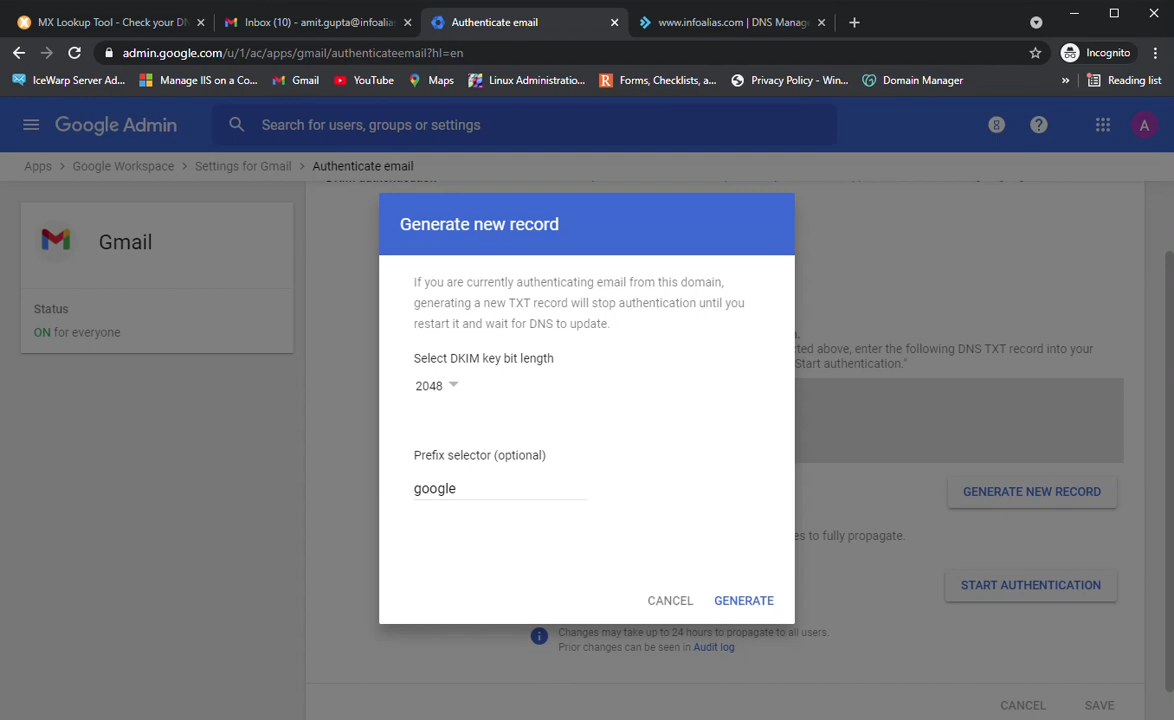 MX Lookup Tool - Check your DN
Inbox (10) - amit.gupta@infoalias
Authenticate email
www.infoalias.com | DNS Manage
admin.google.com/u/1/ac/apps/gmail/authenticateemail?hl=en
Incognito
IceWarp Server Ad...
Manage IIS on a Co...
Gmail
YouTube
Maps
Linux Administratio...
Forms, Checklists, a...
Privacy Policy - Win...
Domain Manager
»
Reading list
Google Admin
Search for users, groups or settings
A
Apps > Google Workspace > Settings for Gmail > Authenticate email
Gmail
Status
ON for everyone
Generate new record
If you are currently authenticating email from this domain,
generating a new TXT record will stop authentication until you
restart it and wait for DNS to update.
Select DKIM key bit length
2048
Prefix selector (optional)
google
CANCEL
GENERATE
cted above, enter the following DNS TXT record into your
Start authentication."
GENERATE NEW RECORD
es to fully propagate.
START AUTHENTICATION
Changes may take up to 24 hours to propagate to all users.
Prior changes can be seen in Audit log
CANCEL
SAVE